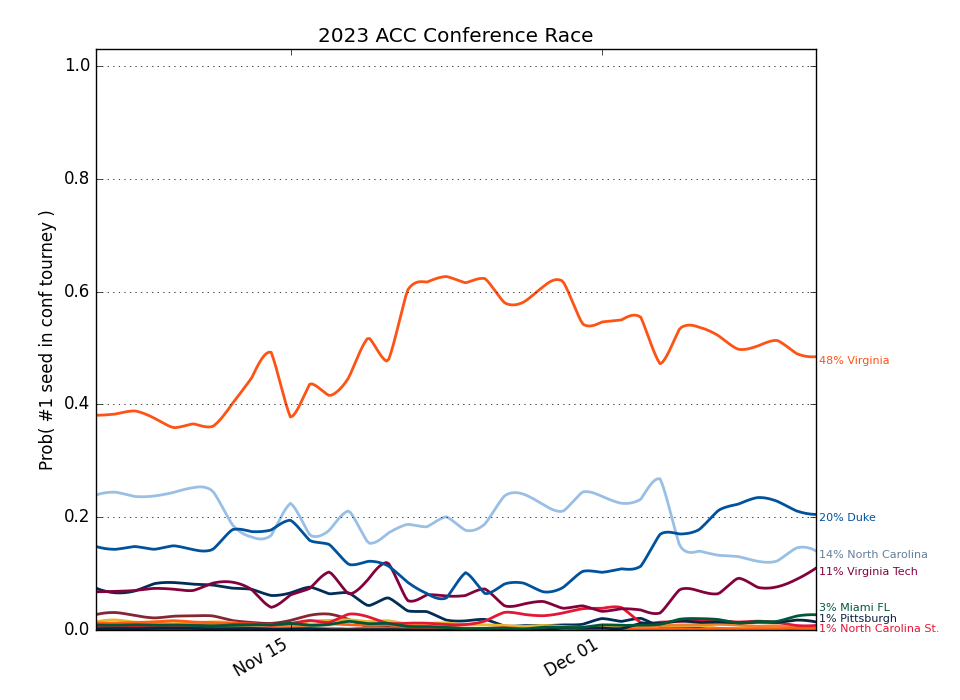 2023 ACC Conference Race
Prob( #1 seed in conf tourney )
1.0
0.8
0.6
0.4
0.2
0.0
Nov 15
Dec 01
48% Virginia
20% Duke
14% North Carolina
11% Virginia Tech
3% Miami FL
1% Pittsburgh
1% North Carolina St.